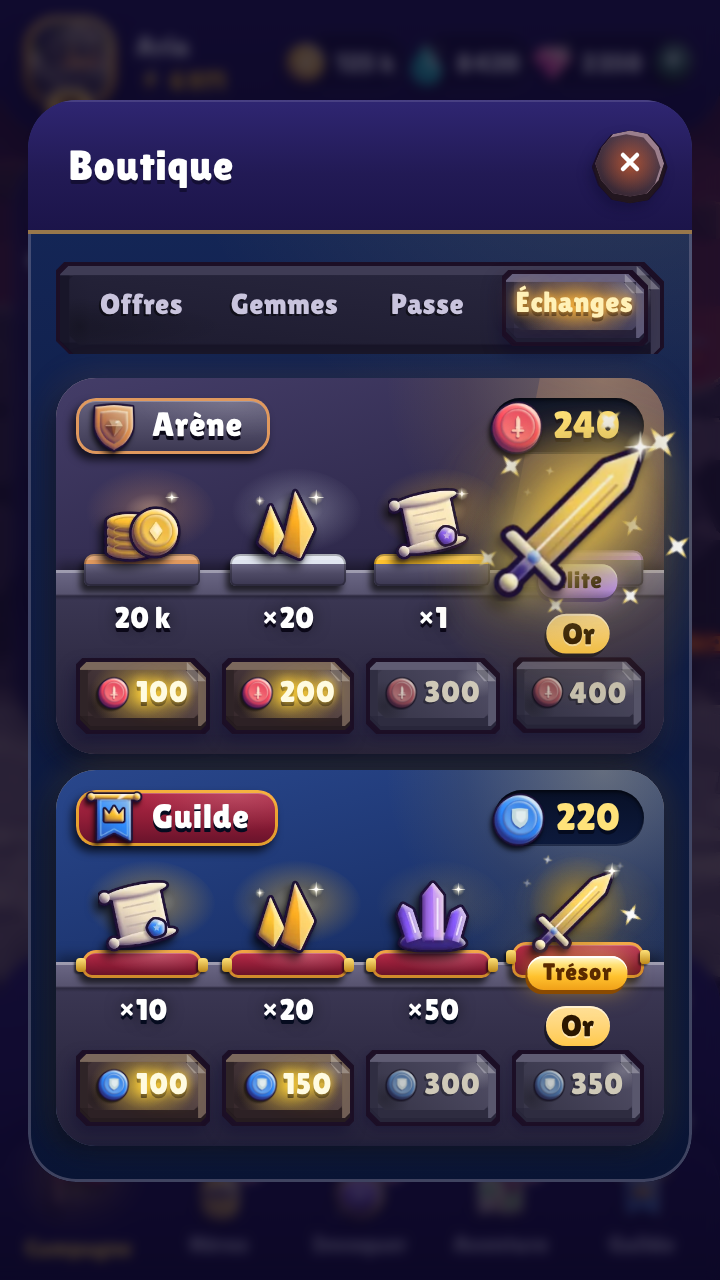 Boutique
Offres Gemmes Passe Échanges
Arène 240
20 k ×20 ×1
Or
100 200 300 400
Guilde 220
Trésor
×10 ×20 ×50
Or
100 150 300 350